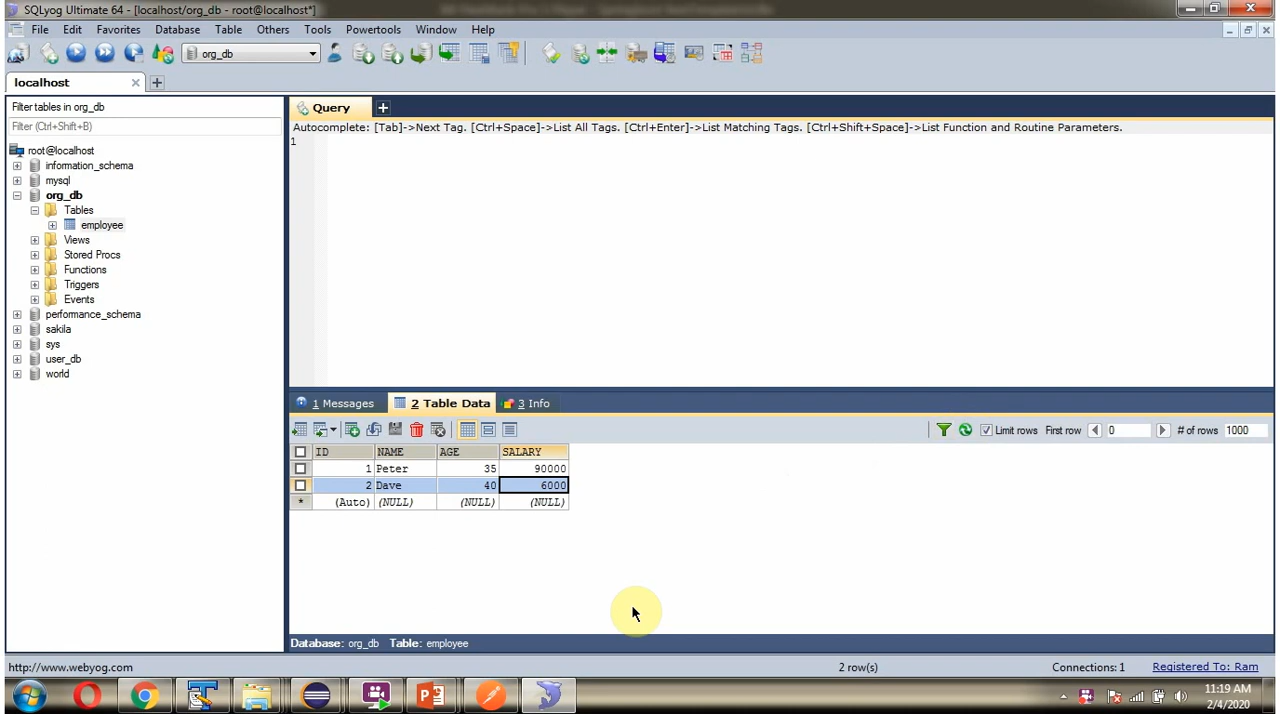 SQLyog Ultimate 64 - [localhost/org_db - root@localhost*]
File Edit Favorites Database Table Others Tools Powertools Window Help
org_db
localhost
Filter tables in org_db
Filter (Ctrl+Shift+B)
root@localhost
information_schema
mysql
org_db
Tables
employee
Views
Stored Procs
Functions
Triggers
Events
performance_schema
sakila
sys
user_db
world
Query
Autocomplete: [Tab]->Next Tag. [Ctrl+Space]->List All Tags. [Ctrl+Enter]->List Matching Tags. [Ctrl+Shift+Space]->List Function and Routine Parameters.
1
1 Messages 2 Table Data 3 Info
Limit rows First row 0 # of rows 1000
ID NAME AGE SALARY
1 Peter 35 90000
2 Dave 40 6000
* (Auto) (NULL) (NULL) (NULL)
Database: org_db Table: employee
http://www.webyog.com 2 row(s) Connections: 1 Registered To: Ram
11:19 AM
2/4/2020